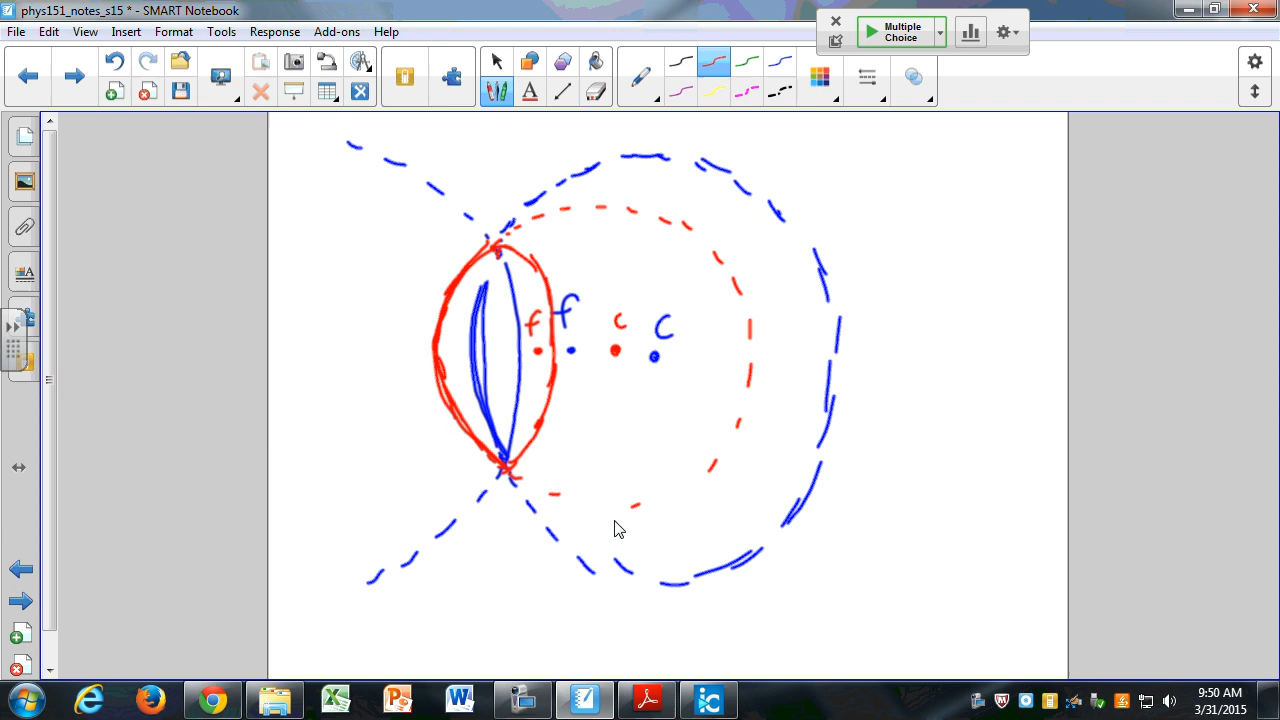 phys151_notes_s15 * - SMART Notebook
File Edit View Insert Format Tools Response Add-ons Help
Multiple
Choice
f f c c
9:50 AM
3/31/2015